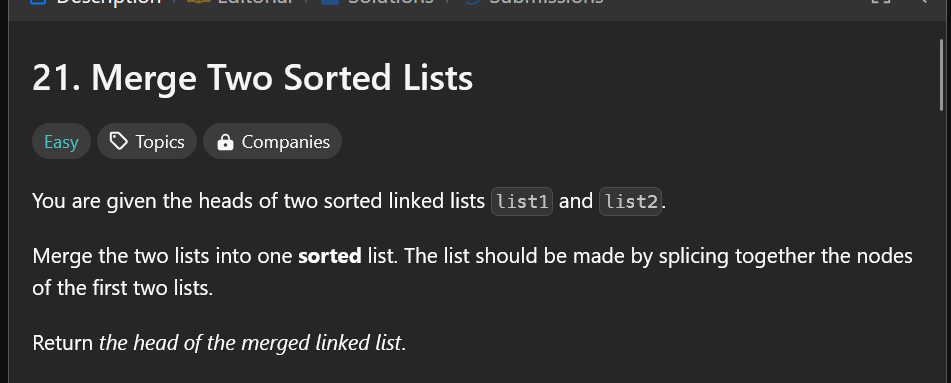 Description Editorial Solutions Submissions
21. Merge Two Sorted Lists
Easy Topics Companies
You are given the heads of two sorted linked lists list1 and list2.
Merge the two lists into one sorted list. The list should be made by splicing together the nodes
of the first two lists.
Return the head of the merged linked list.